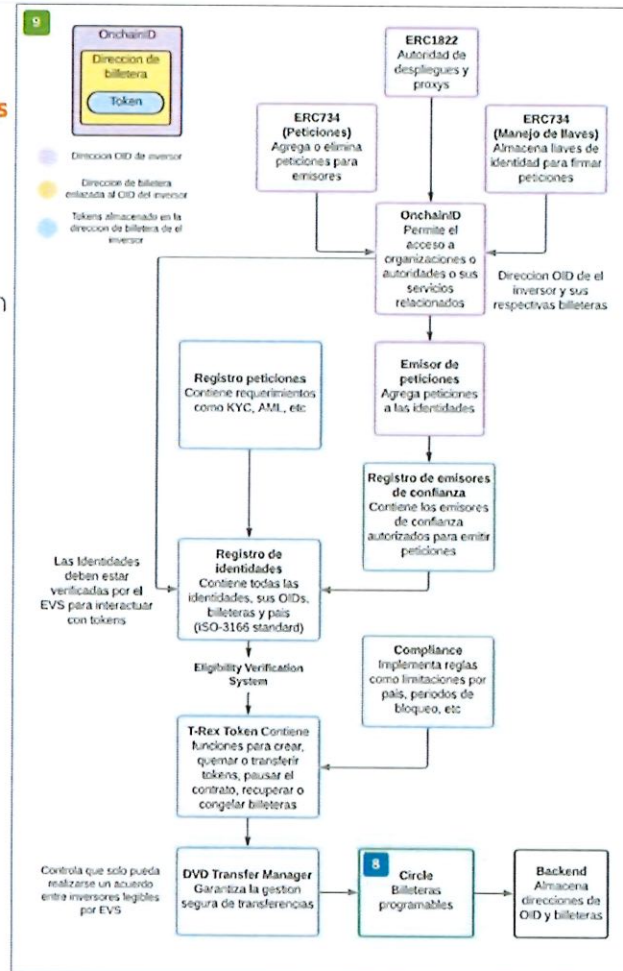 9
OnchainID
Direccion de
billetera
Token
Direccion OID de inversor
Direccion de billetera
enlazada al OID del inversor
Tokens almacenado en la
direccion de billetera de el
inversor
ERC1822
Autoridad de
despliegues y
proxys
ERC734
(Peticiones)
Agrega o elimina
peticiones para
emisores
ERC734
(Manejo de llaves)
Almacena llaves de
identidad para firmar
peticiones
OnchainID
Permite el
acceso a
organizaciones o
autoridades o sus
servicios
relacionados
Direccion OID de el
inversor y sus
respectivas billeteras
Registro peticiones
Contiene requerimientos
como KYC, AML, etc
Emisor de
peticiones
Agrega peticiones
a las identidades
Registro de emisores
de confianza
Contiene los emisores
de confianza
autorizados para emitir
peticiones
Las Identidades
deben estar
verificadas por el
EVS para interactuar
con tokens
Registro de
identidades
Contiene todas las
identidades, sus OIDs,
billeteras y pais
(ISO-3166 standard)
Eligibility Verification
System
Compliance
Implementa reglas
como limitaciones por
pais, periodos de
bloqueo, etc
T-Rex Token Contiene
funciones para crear,
quemar o transferir
tokens, pausar el
contrato, recuperar o
congelar billeteras
Controla que solo pueda
realizarse un acuerdo
entre inversores legibles
por EVS
DVD Transfer Manager
Garantiza la gestion
segura de transferencias
8
Circle
Billeteras
programables
Backend
Almacena
direcciones de
OID y billeteras